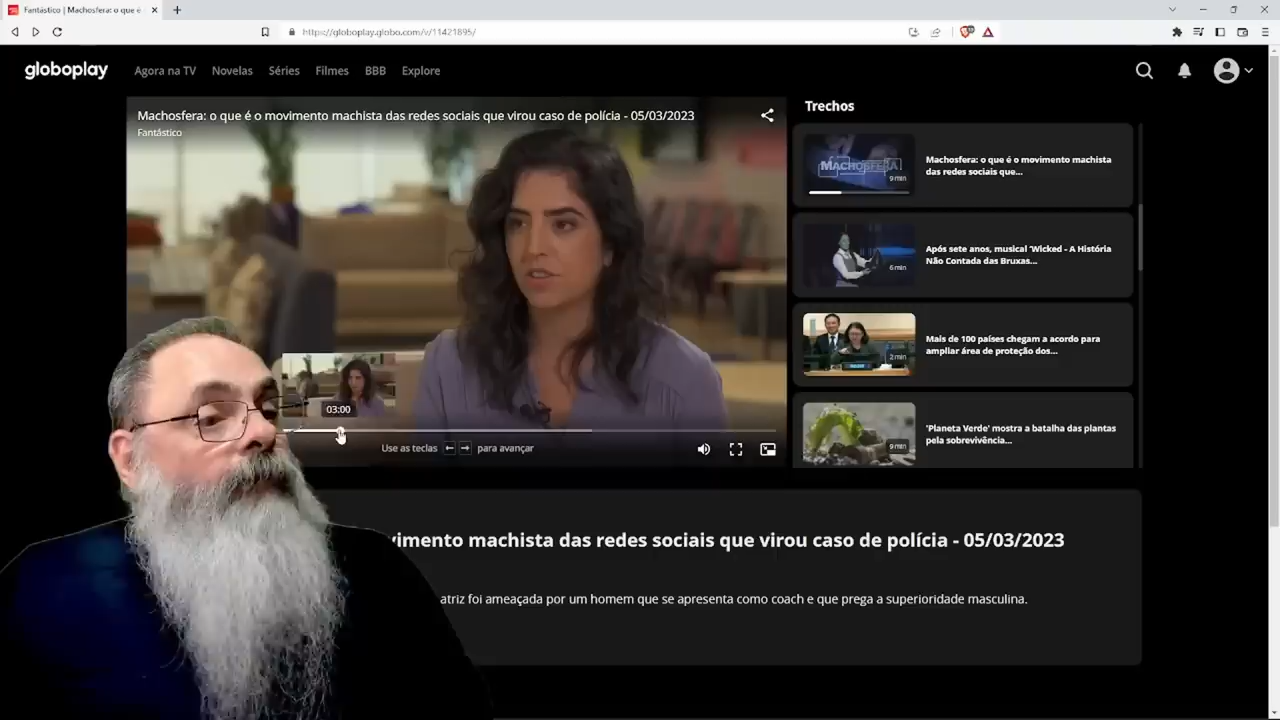 Fantástico | Machosfera: o que é
https://globoplay.globo.com/v/11421895/
globoplay
Agora na TV
Novelas
Séries
Filmes
BBB
Explore
Machosfera: o que é o movimento machista das redes sociais que virou caso de polícia - 05/03/2023
Fantástico
03:00
Use as teclas ← → para avançar
Trechos
MACHOSFERA
9 min
Machosfera: o que é o movimento machista
das redes sociais que...
6 min
Após sete anos, musical 'Wicked - A História
Não Contada das Bruxas...
2 min
Mais de 100 países chegam a acordo para
ampliar área de proteção dos...
9 min
'Planeta Verde' mostra a batalha das plantas
pela sobrevivência...
vimento machista das redes sociais que virou caso de polícia - 05/03/2023
atriz foi ameaçada por um homem que se apresenta como coach e que prega a superioridade masculina.